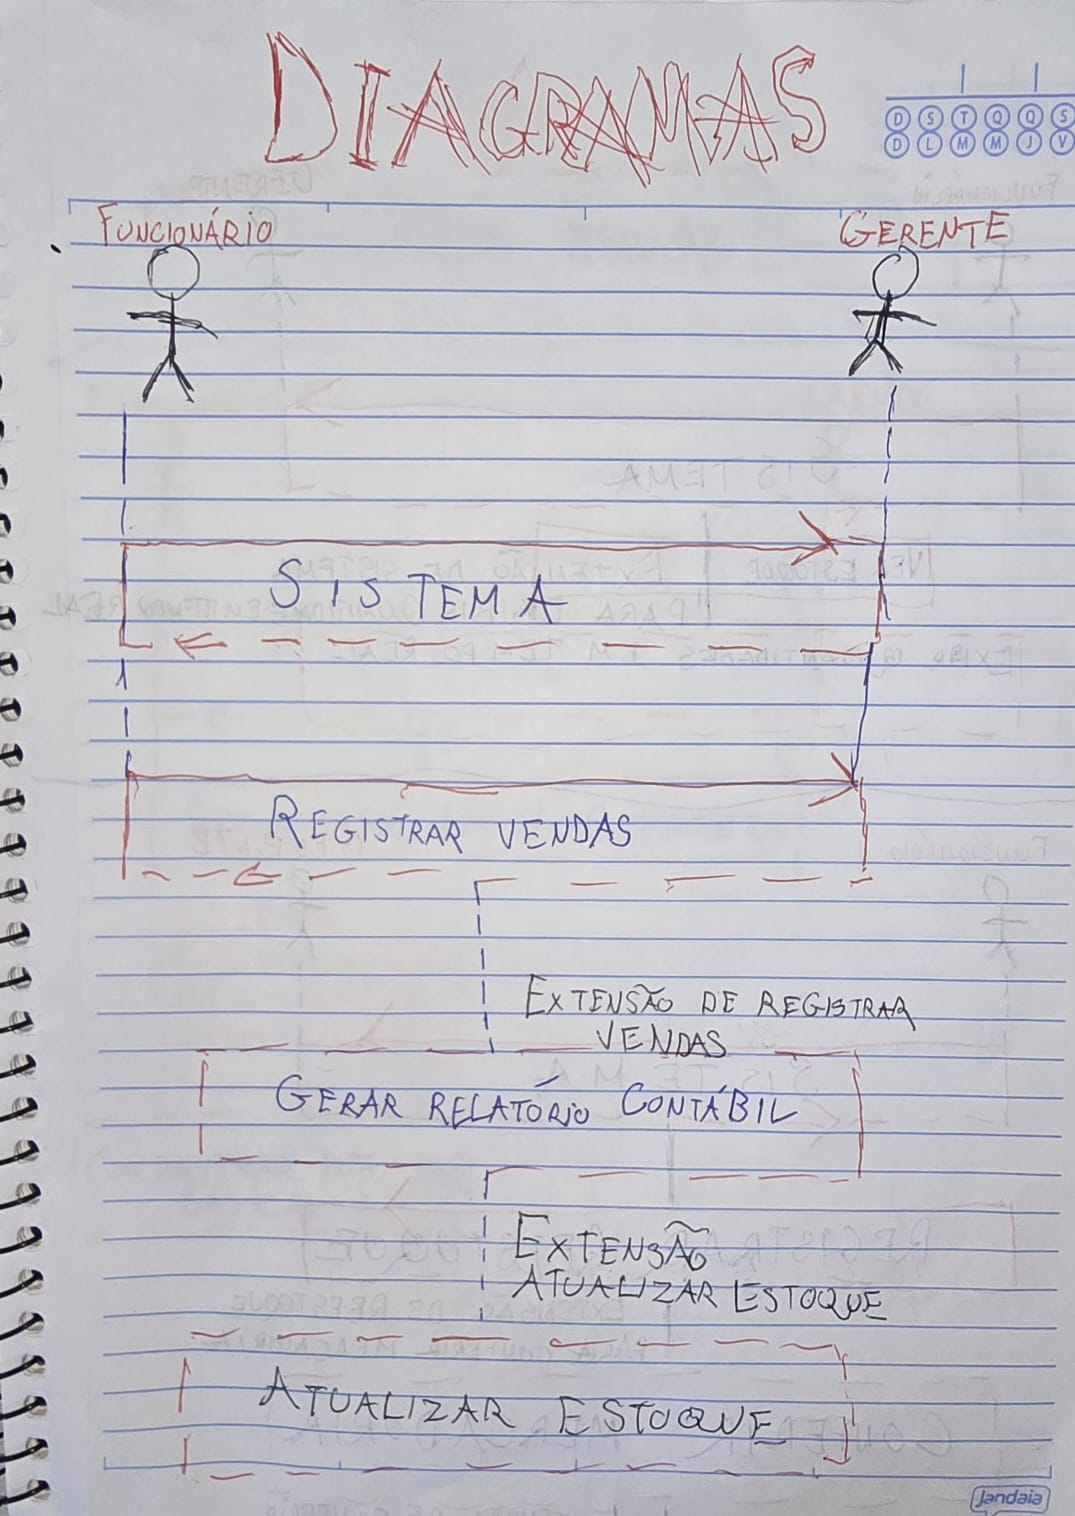 DIAGRAMAS
D S T Q Q S
D L M M J V
FUNCIONÁRIO
GERENTE
SISTEMA
REGISTRAR VENDAS
EXTENSÃO DE REGISTRAR
VENDAS
GERAR RELATÓRIO CONTÁBIL
EXTENSÃO
ATUALIZAR ESTOQUE
ATUALIZAR ESTOQUE
Jandaia